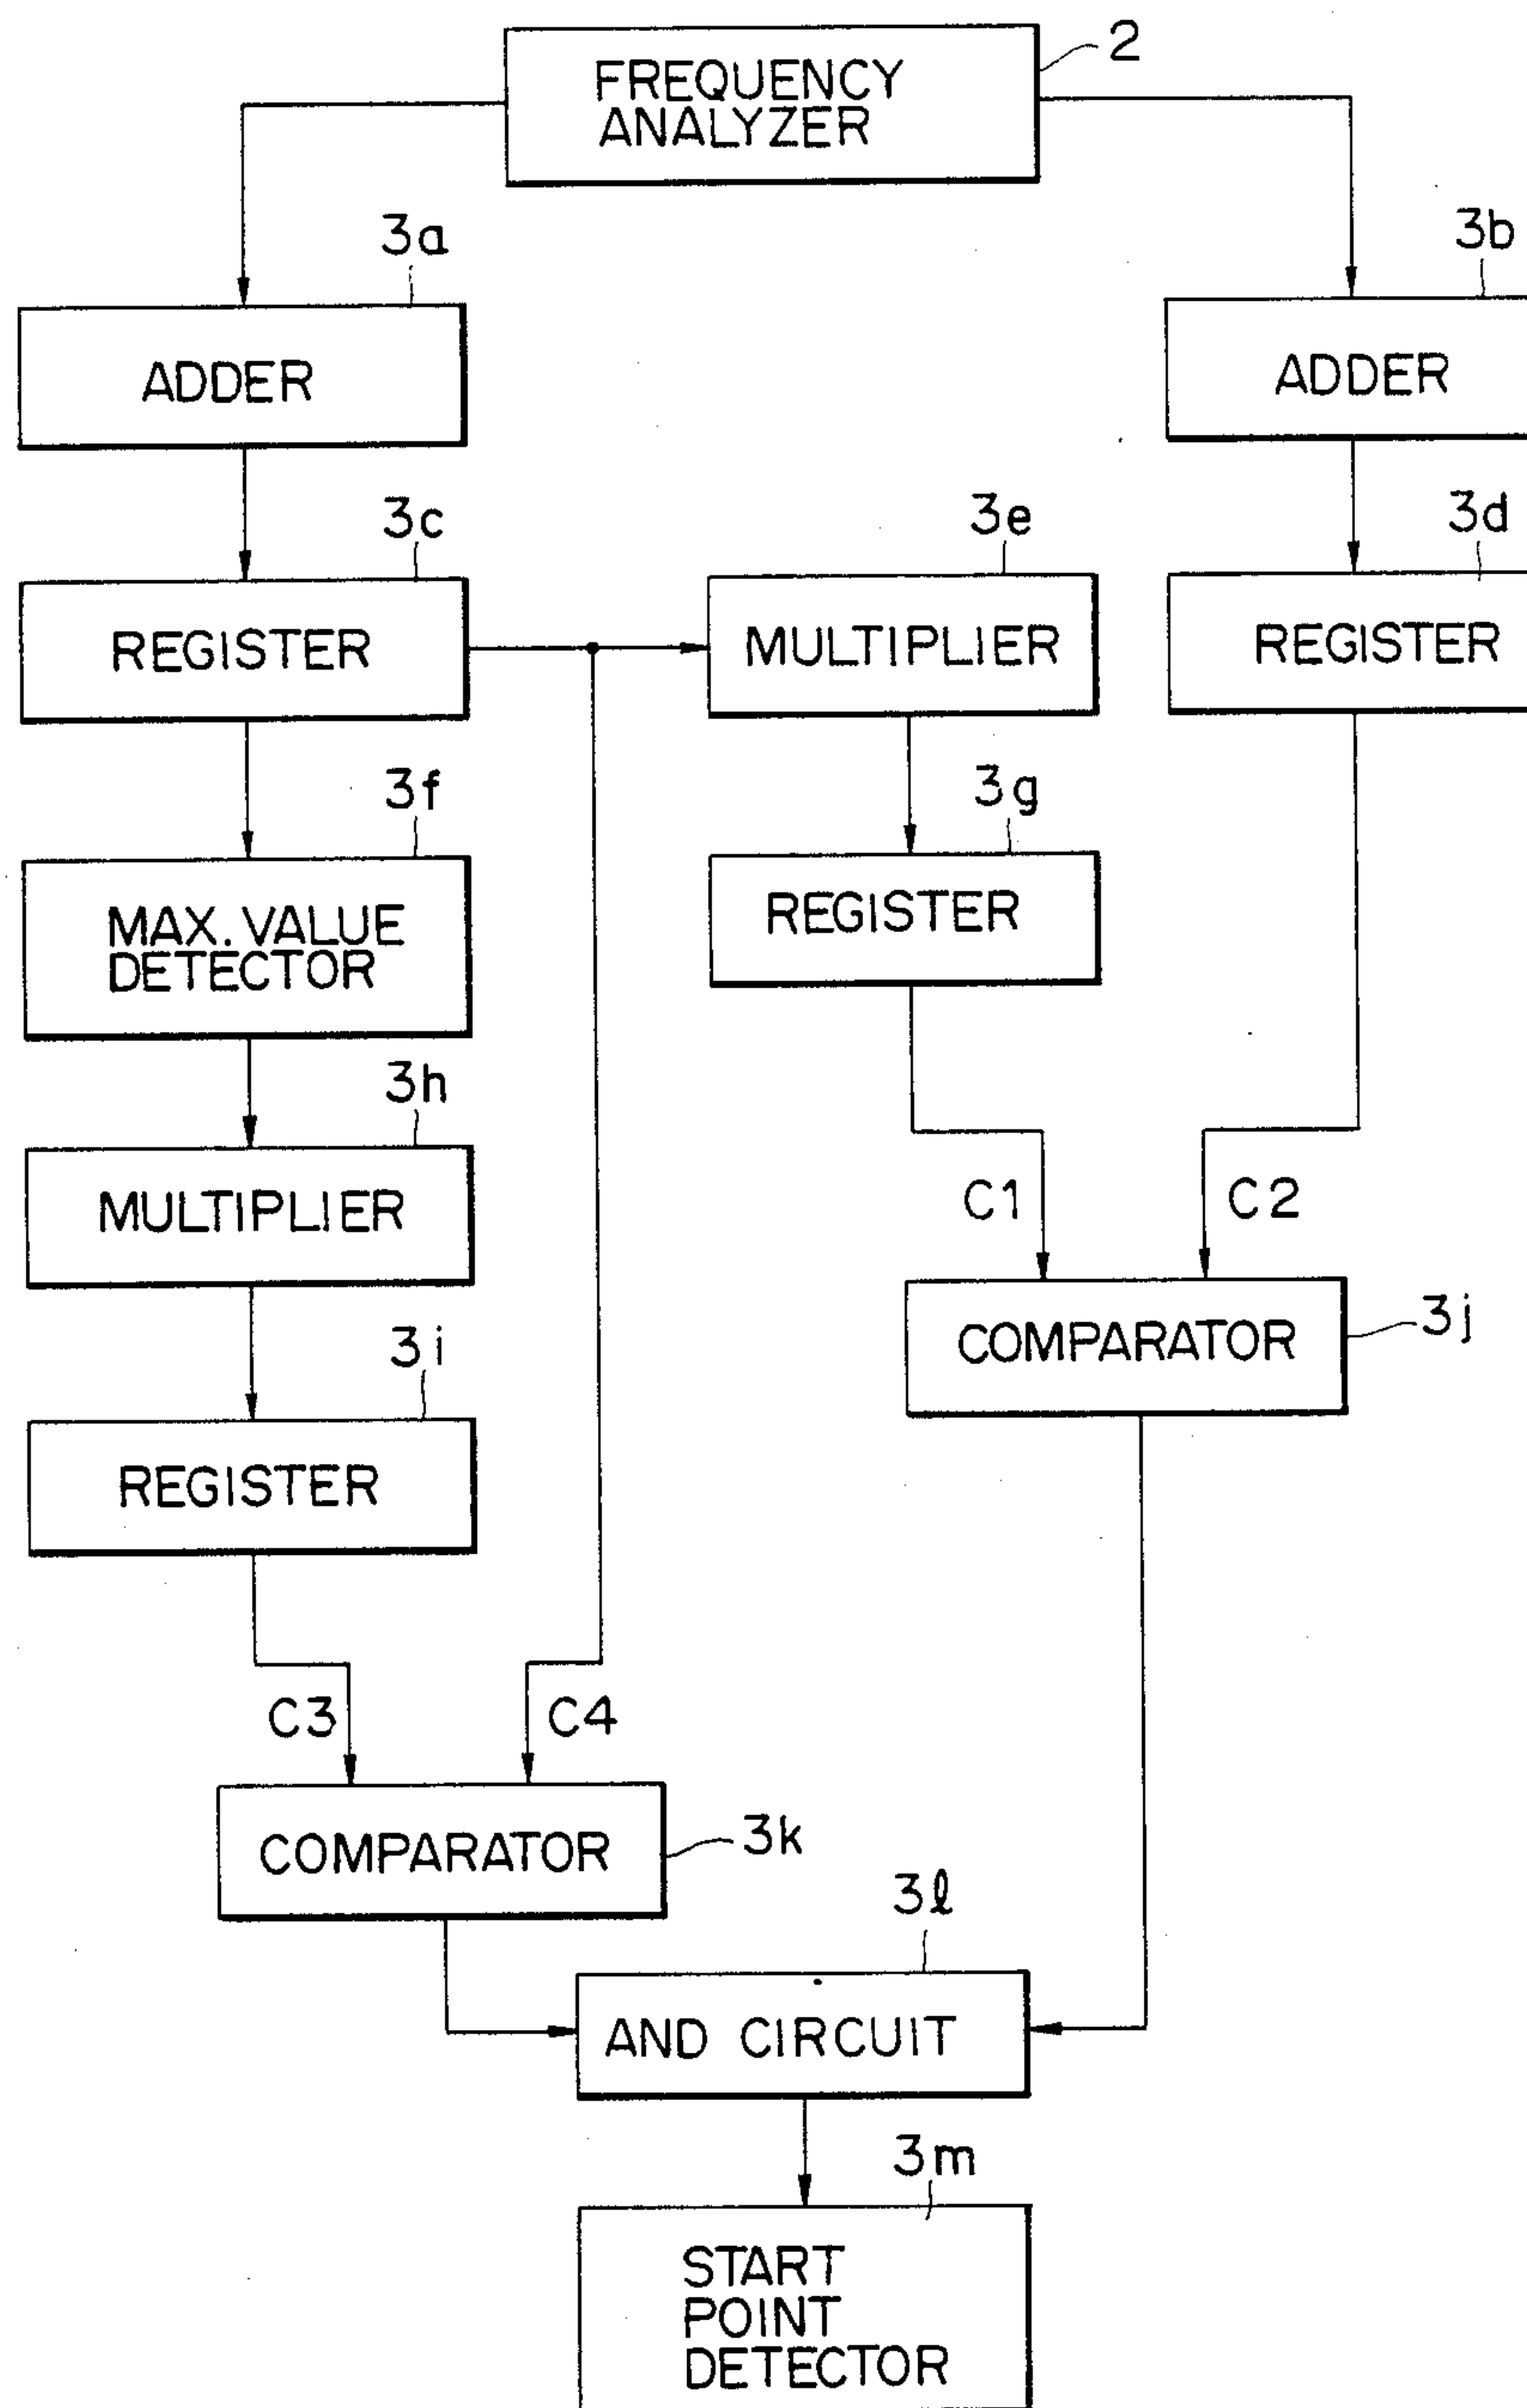 2
FREQUENCY
ANALYZER
3a
3b
ADDER
ADDER
3c
3e
3d
REGISTER
MULTIPLIER
REGISTER
3f
3g
MAX. VALUE
DETECTOR
REGISTER
3h
MULTIPLIER
C1
C2
3i
COMPARATOR
3j
REGISTER
C3
C4
COMPARATOR
3k
3l
AND CIRCUIT
3m
START
POINT
DETECTOR